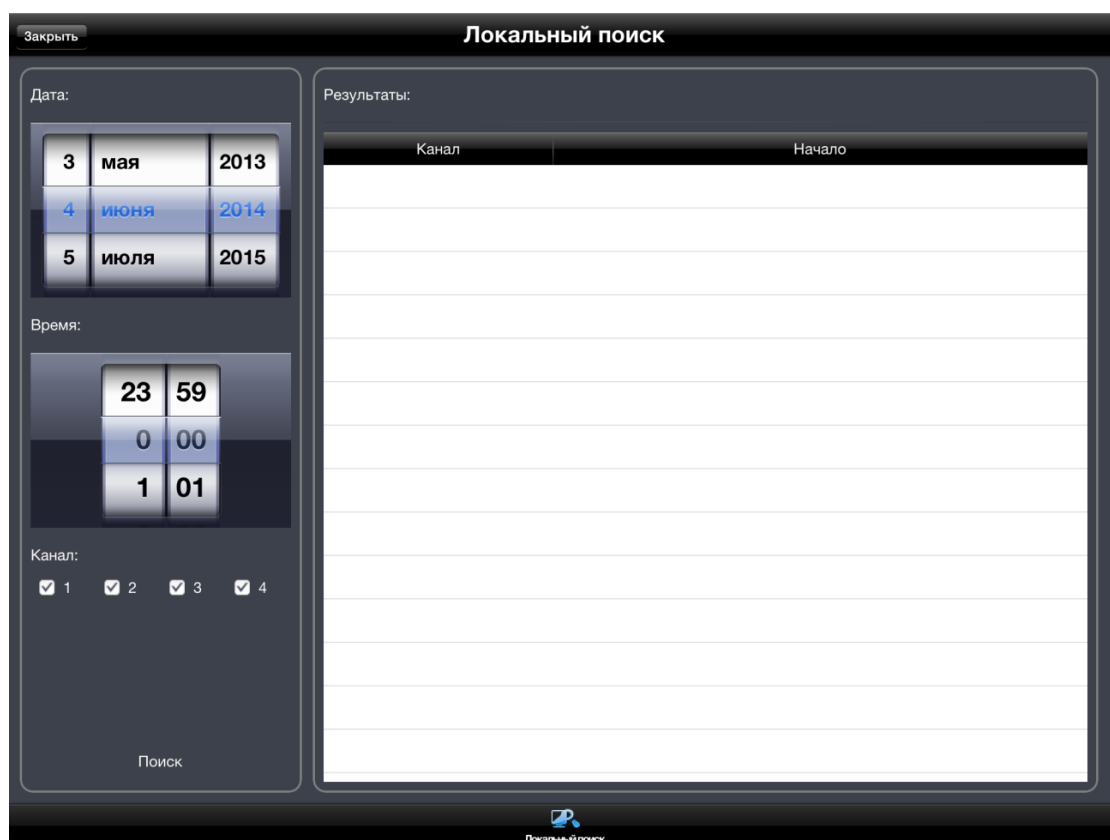 Закрыть
Локальный поиск
Дата:
3 мая 2013
4 июня 2014
5 июля 2015
Время:
23 59
0 00
1 01
Канал:
1 2 3 4
Поиск
Результаты:
Канал Начало
Локальный поиск